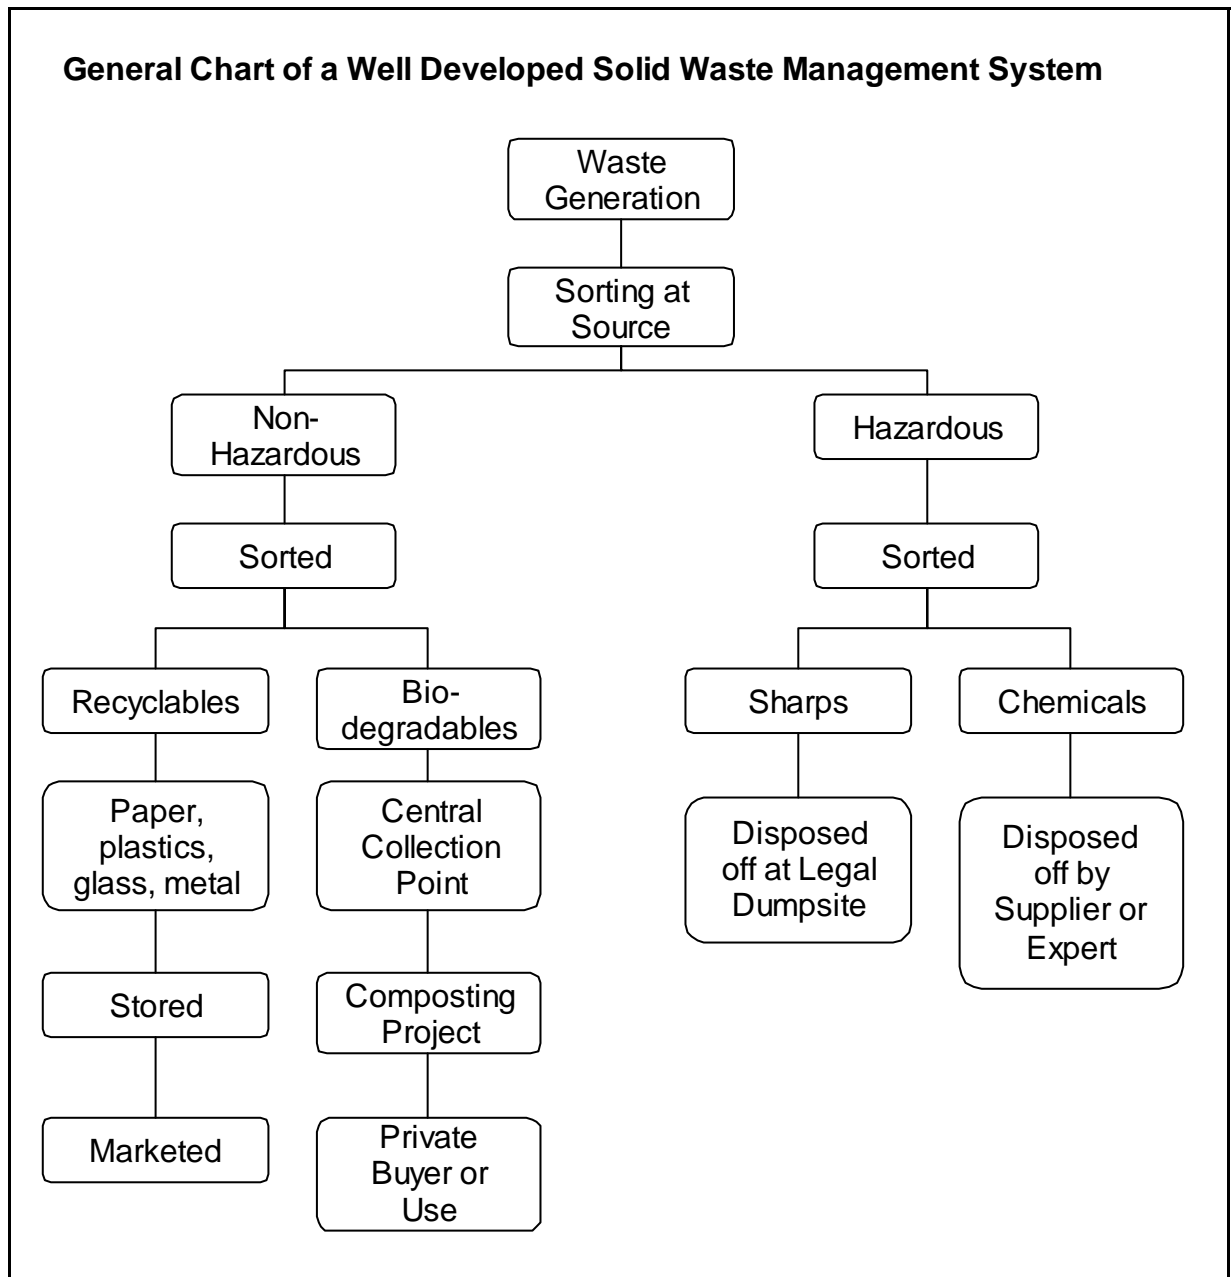 General Chart of a Well Developed Solid Waste Management System
Waste
Generation
Sorting at
Source
Non-
Hazardous
Hazardous
Sorted
Sorted
Recyclables
Bio-
degradables
Sharps
Chemicals
Paper,
plastics,
glass, metal
Central
Collection
Point
Disposed
off at Legal
Dumpsite
Disposed
off by
Supplier or
Expert
Stored
Composting
Project
Marketed
Private
Buyer or
Use